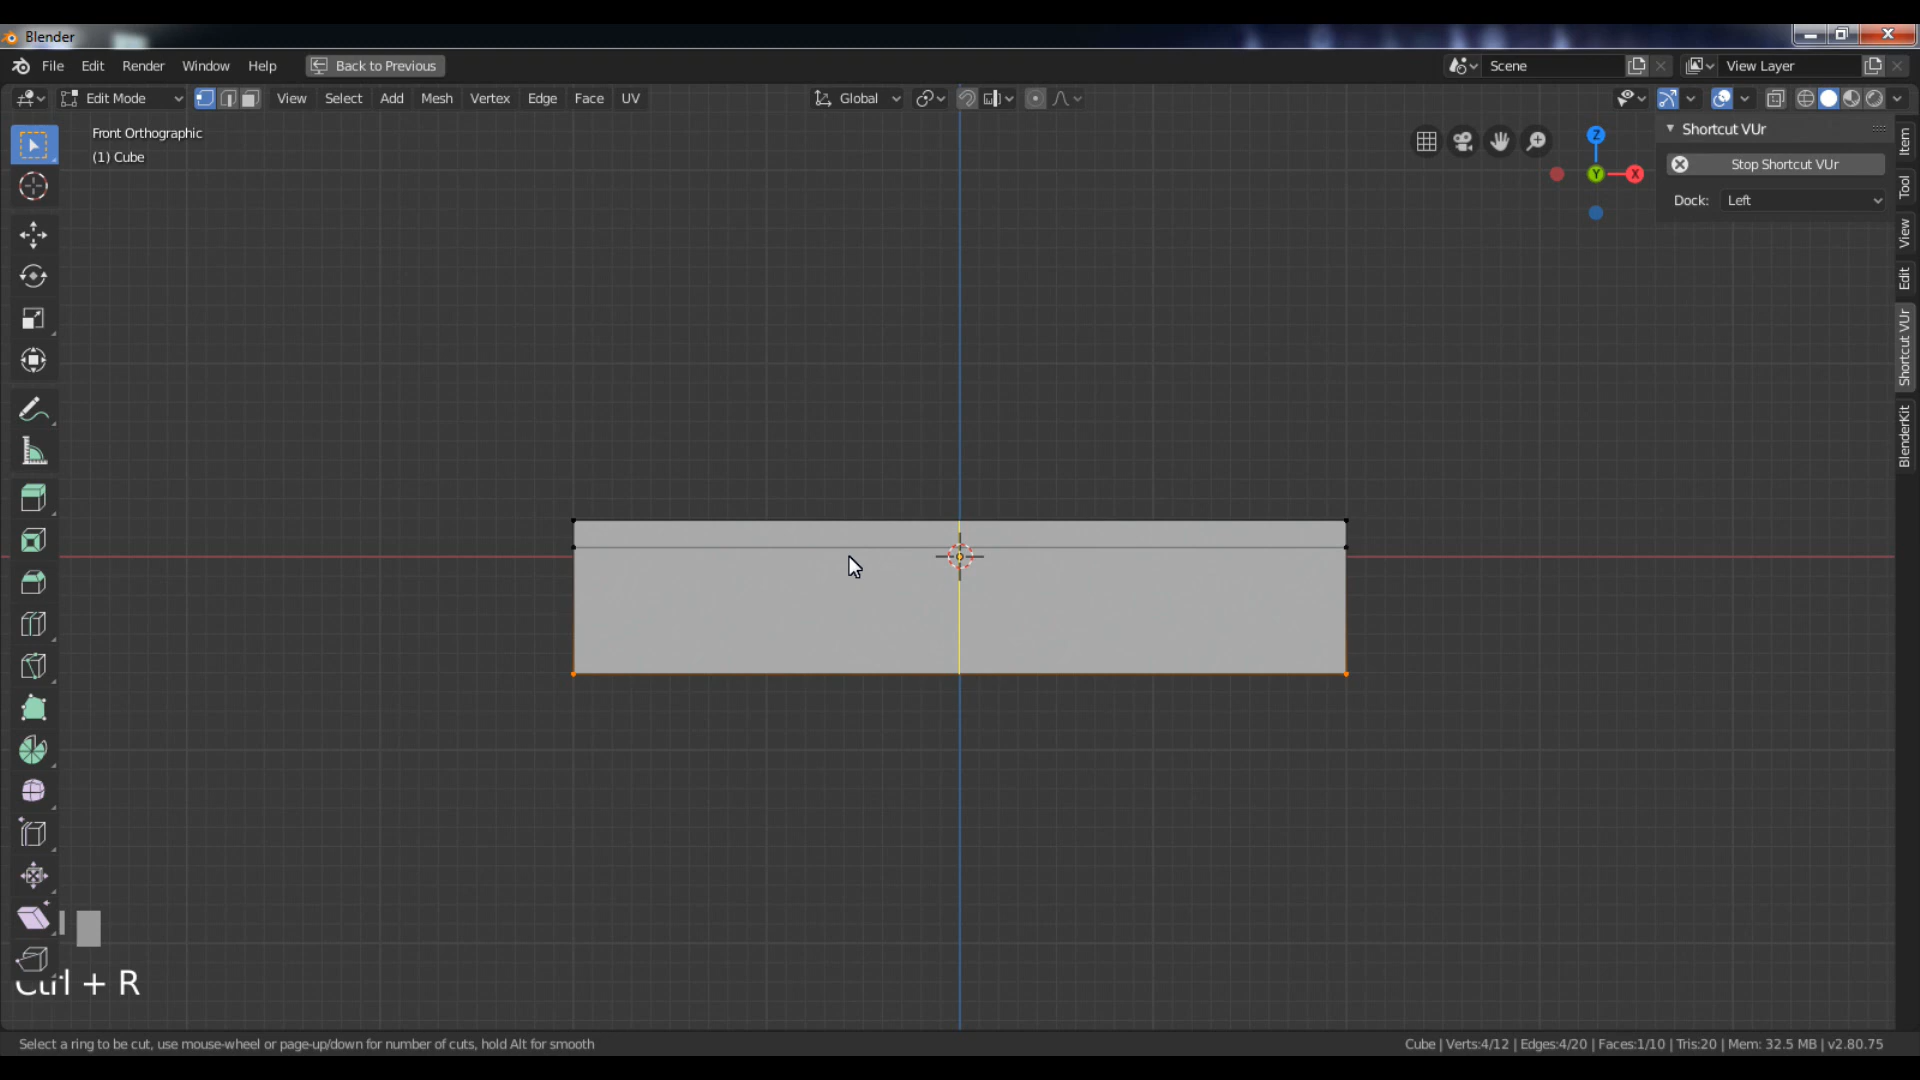 Blender
File Edit Render Window Help Back to Previous Scene View Layer
Edit Mode View Select Add Mesh Vertex Edge Face UV Global
Front Orthographic
(1) Cube
Z
Y
X
Shortcut VUr
Stop Shortcut VUr
Dock: Left
Item
Tool
View
Edit
Shortcut VUr
BlenderKit
Ctrl + R
Select a ring to be cut, use mouse-wheel or page-up/down for number of cuts, hold Alt for smooth
Cube | Verts:4/12 | Edges:4/20 | Faces:1/10 | Tris:20 | Mem: 32.5 MB | v2.80.75